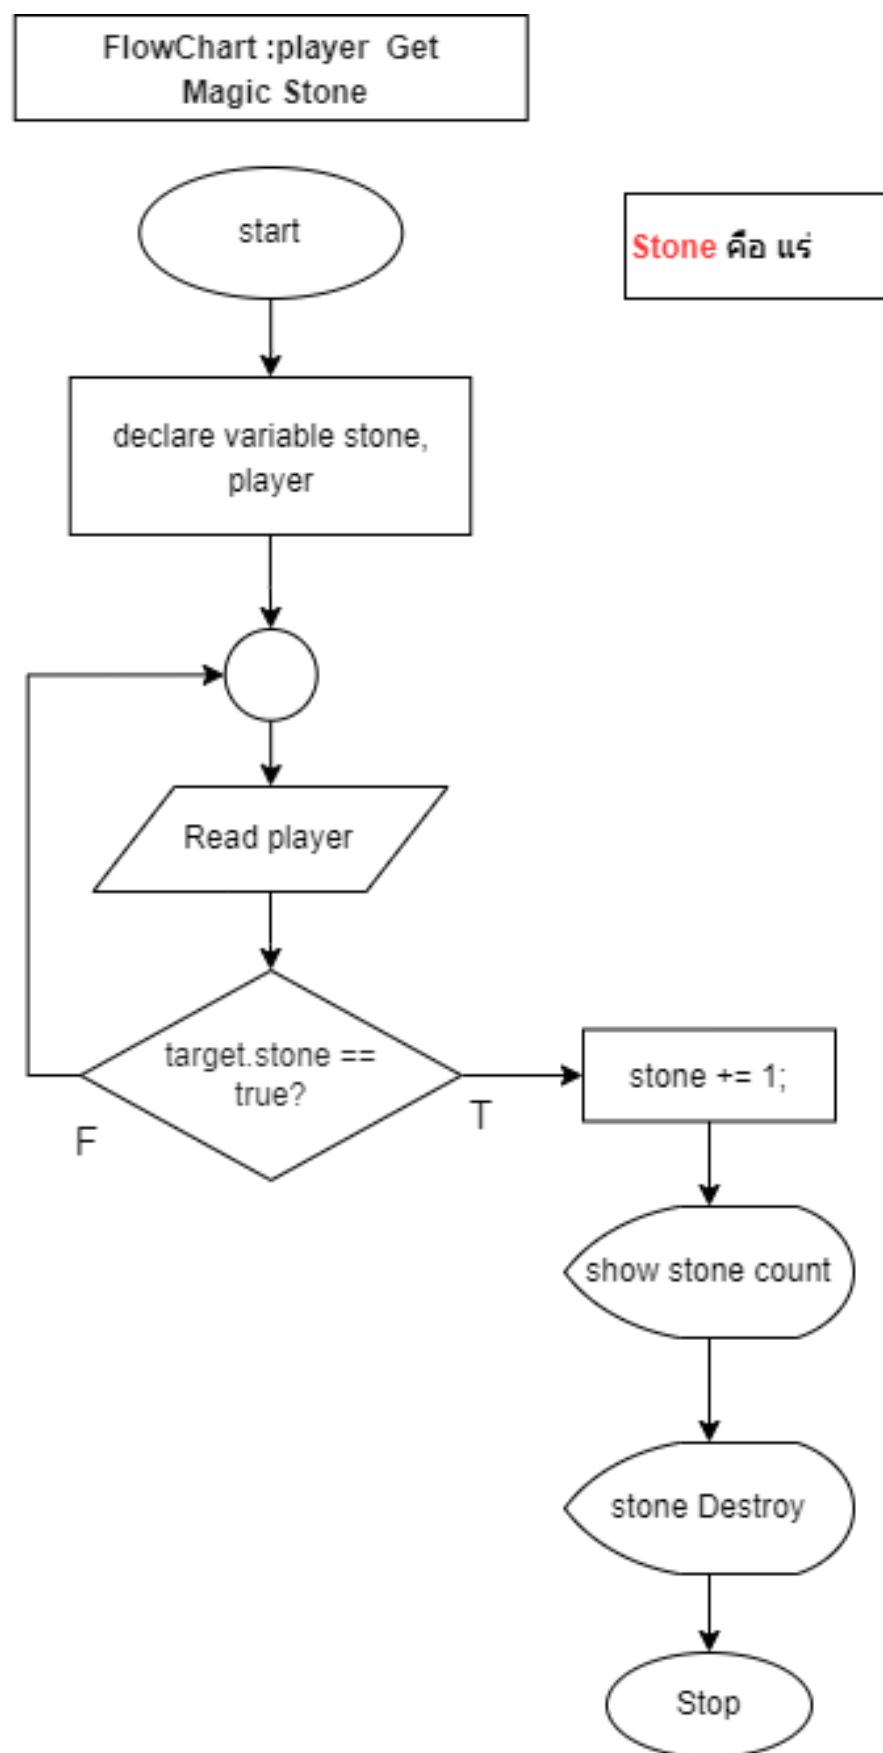 FlowChart :player Get
Magic Stone
start
Stone คือ แร่
declare variable stone,
player
Read player
target.stone ==
true?
F
T
stone += 1;
show stone count
stone Destroy
Stop